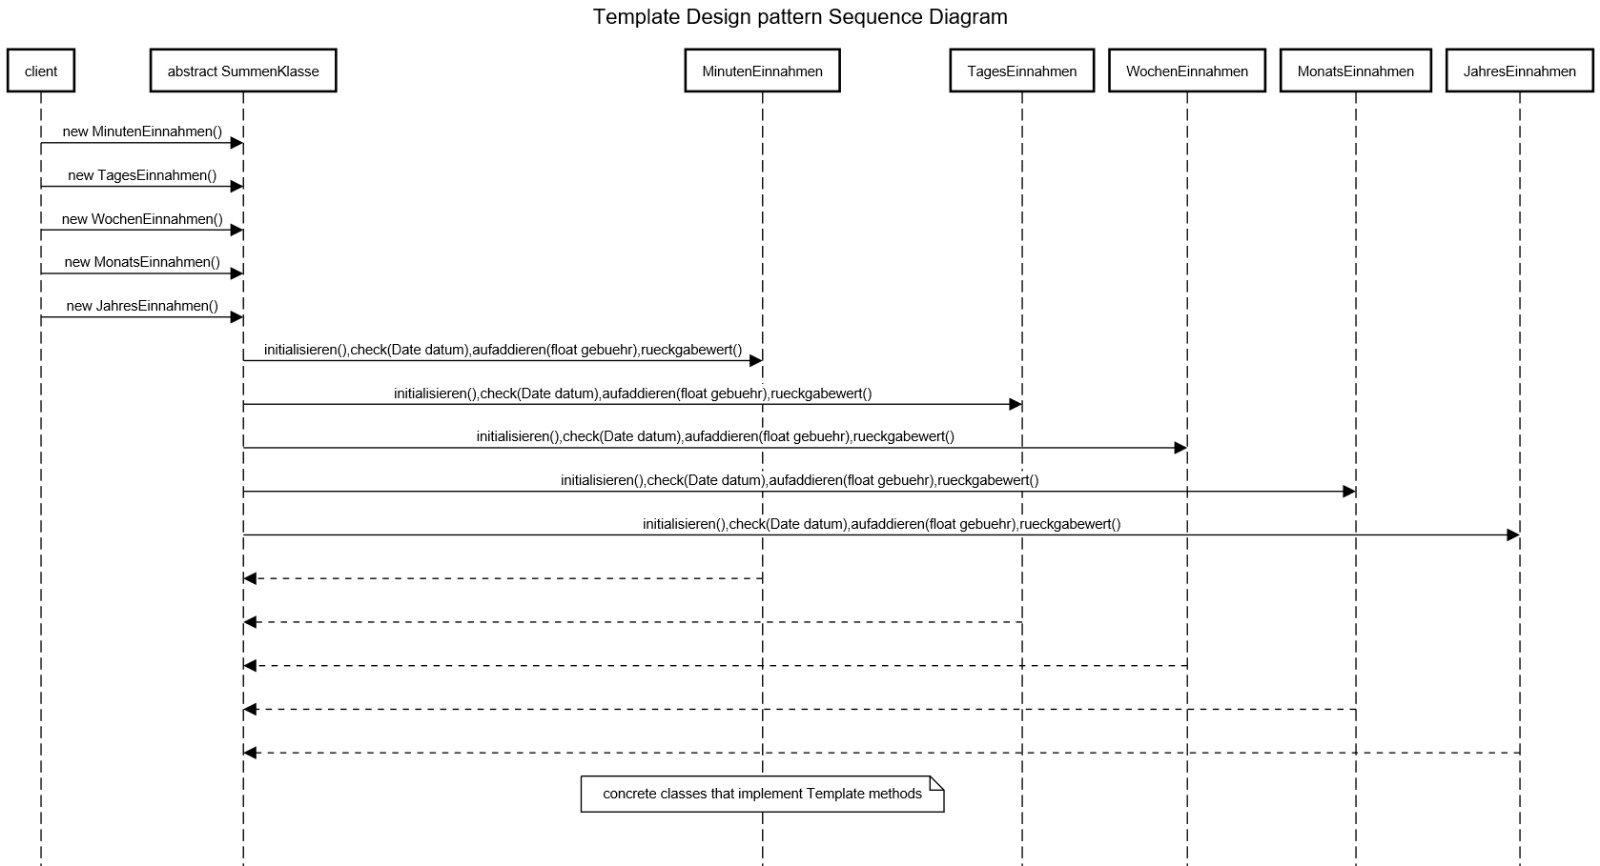 Template Design pattern Sequence Diagram
client
abstract SummenKlasse
MinutenEinnahmen
TagesEinnahmen
WochenEinnahmen
MonatsEinnahmen
JahresEinnahmen
new MinutenEinnahmen()
new TagesEinnahmen()
new WochenEinnahmen()
new MonatsEinnahmen()
new JahresEinnahmen()
initialisieren(),check(Date datum),aufaddieren(float gebuehr),rueckgabewert()
initialisieren(),check(Date datum),aufaddieren(float gebuehr),rueckgabewert()
initialisieren(),check(Date datum),aufaddieren(float gebuehr),rueckgabewert()
initialisieren(),check(Date datum),aufaddieren(float gebuehr),rueckgabewert()
initialisieren(),check(Date datum),aufaddieren(float gebuehr),rueckgabewert()
concrete classes that implement Template methods